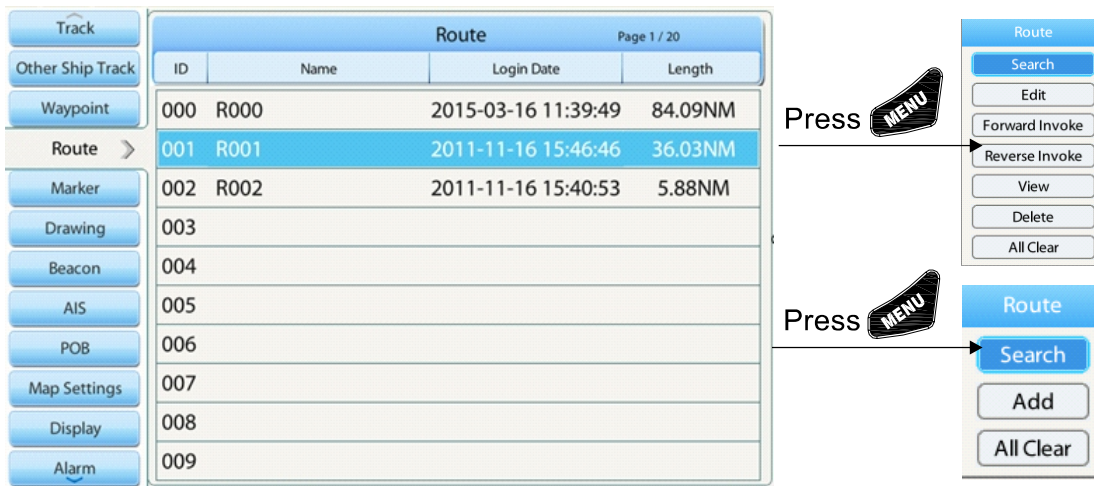 Track
Other Ship Track
Waypoint
Route
Marker
Drawing
Beacon
AIS
POB
Map Settings
Display
Alarm
Route Page 1 / 20
ID Name Login Date Length
000 R000 2015-03-16 11:39:49 84.09NM
001 R001 2011-11-16 15:46:46 36.03NM
002 R002 2011-11-16 15:40:53 5.88NM
003
004
005
006
007
008
009
Press MENU
Route
Search
Edit
Forward Invoke
Reverse Invoke
View
Delete
All Clear
Press MENU
Route
Search
Add
All Clear